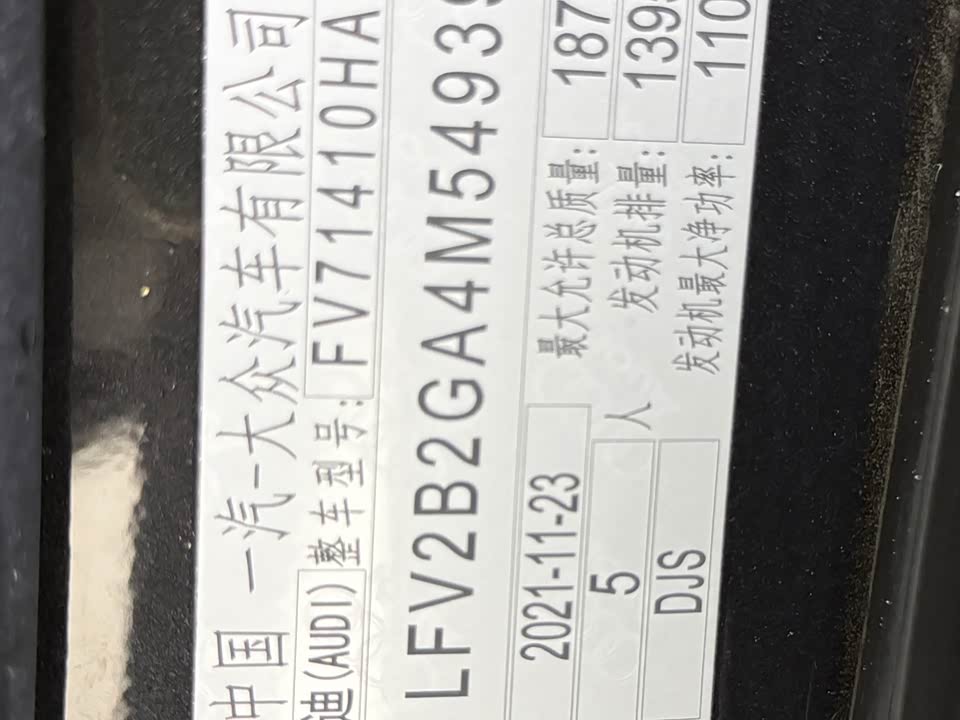 中国 一汽-大众汽车有限公司
迪(AUDI) 整车型号: FV71410HA
LFV2B2GA4M5493
2021-11-23 最大允许总质量: 187
5 人 发动机排量: 139
DJS 发动机最大净功率: 110